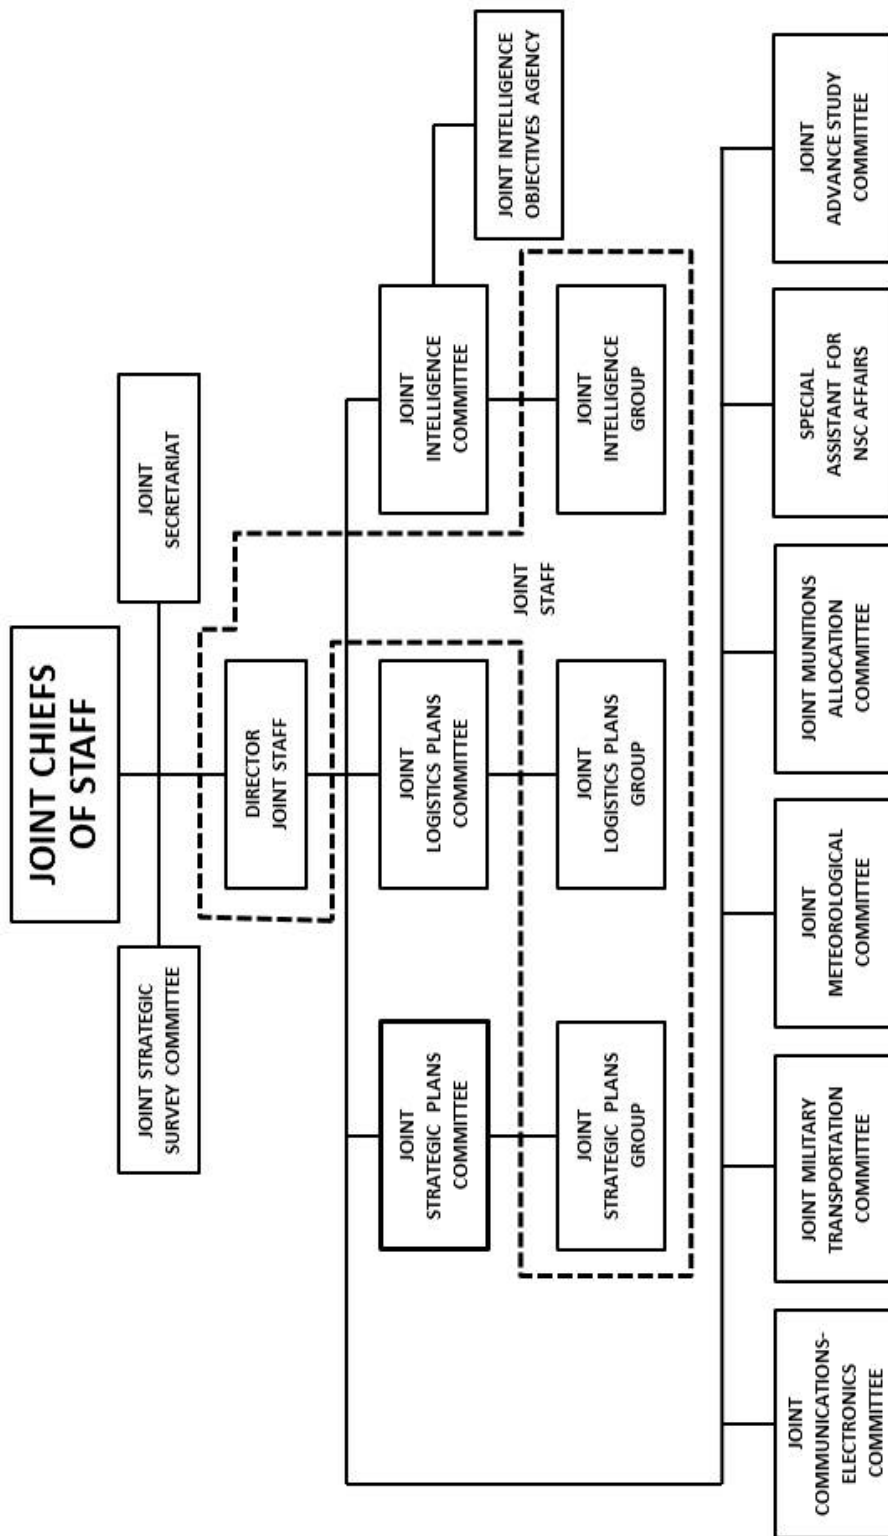 JOINT CHIEFS
OF STAFF
JOINT STRATEGIC
SURVEY COMMITTEE
JOINT
SECRETARIAT
DIRECTOR
JOINT STAFF
JOINT
STRATEGIC PLANS
COMMITTEE
JOINT
LOGISTICS PLANS
COMMITTEE
JOINT
INTELLIGENCE
COMMITTEE
JOINT INTELLIGENCE
OBJECTIVES AGENCY
JOINT
STAFF
JOINT
STRATEGIC PLANS
GROUP
JOINT
LOGISTICS PLANS
GROUP
JOINT
INTELLIGENCE
GROUP
JOINT
COMMUNICATIONS-
ELECTRONICS
COMMITTEE
JOINT MILITARY
TRANSPORTATION
COMMITTEE
JOINT
METEOROLOGICAL
COMMITTEE
JOINT MUNITIONS
ALLOCATION
COMMITTEE
SPECIAL
ASSISTANT FOR
NSC AFFAIRS
JOINT
ADVANCE STUDY
COMMITTEE